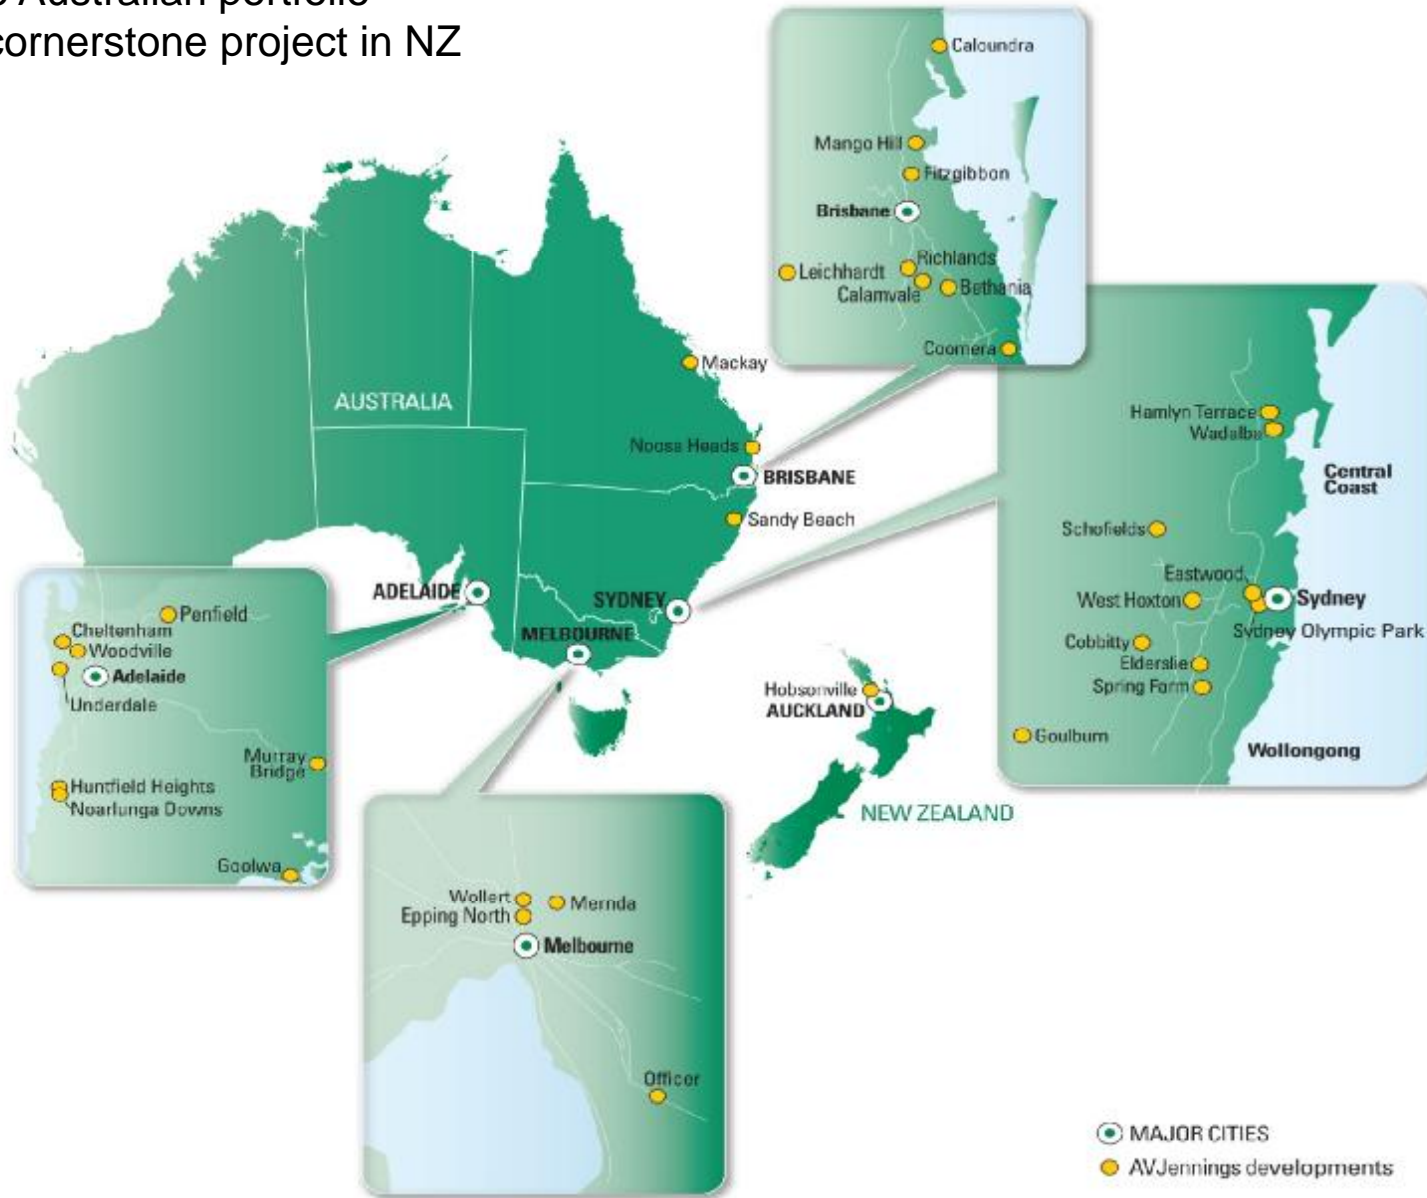 Australian portfolio
cornerstone project in NZ
Caloundra
Mango Hill
Fitzgibbon
Brisbane
Richlands
Leichhardt
Calamvale
Bethania
Coomera
Mackay
AUSTRALIA
Noosa Heads
BRISBANE
Sandy Beach
Hamlyn Terrace
Wadalba
Central
Coast
Schofields
Eastwood
West Hoxton
Sydney
Sydney Olympic Park
Cobbitty
Elderslie
Spring Farm
Goulburn
Wollongong
ADELAIDE
SYDNEY
MELBOURNE
Penfield
Cheltenham
Woodville
Adelaide
Underdale
Murray
Bridge
Huntfield Heights
Noarlunga Downs
Goolwa
Hobsonville
AUCKLAND
NEW ZEALAND
Wollert
Mernda
Epping North
Melbourne
Officer
MAJOR CITIES
AVJennings developments